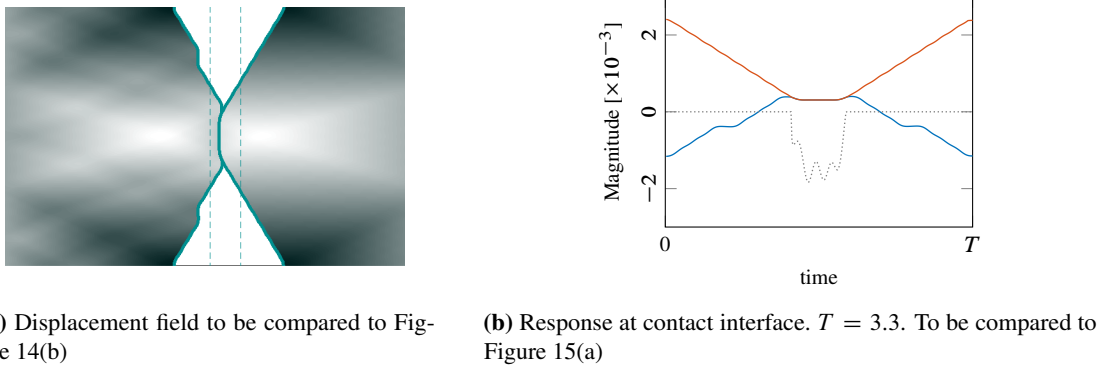 2
0
−2
Magnitude [×10−3]
0
T
time
) Displacement field to be compared to Fig-
e 14(b)
(b) Response at contact interface. T = 3.3. To be compared to
Figure 15(a)